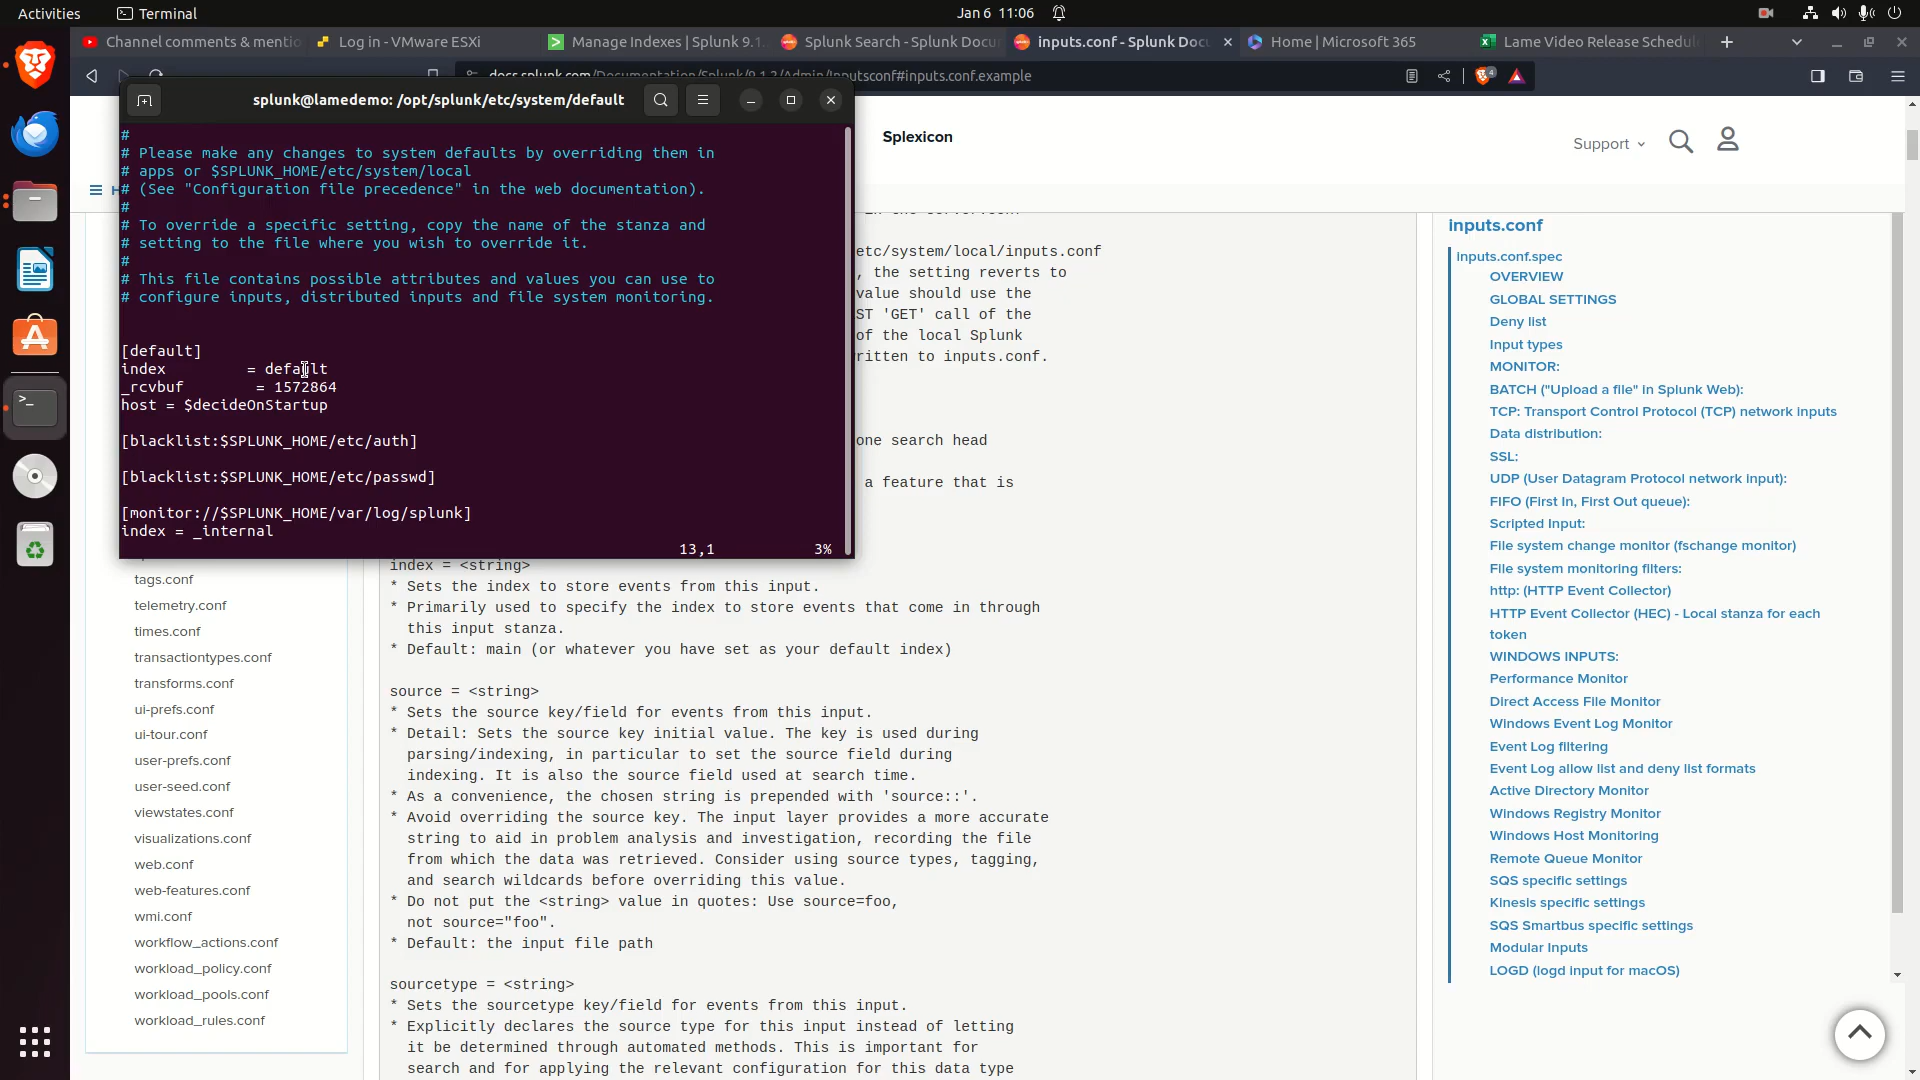 Activities
Terminal
Jan 6 11:06
Channel comments & mentio
Log in - VMware ESXi
Manage Indexes | Splunk 9.1.
Splunk Search - Splunk Docu
inputs.conf - Splunk Docu
Home | Microsoft 365
Lame Video Release Schedul
docs.splunk.com/Documentation/Splunk/9.1.2/Admin/Inputsconf#inputs.conf.example
4
splunk@lamedemo: /opt/splunk/etc/system/default
#
# Please make any changes to system defaults by overriding them in
# apps or $SPLUNK_HOME/etc/system/local
# (See "Configuration file precedence" in the web documentation).
#
# To override a specific setting, copy the name of the stanza and
# setting to the file where you wish to override it.
#
# This file contains possible attributes and values you can use to
# configure inputs, distributed inputs and file system monitoring.
[default]
index         = default
_rcvbuf        = 1572864
host = $decideOnStartup
[blacklist:$SPLUNK_HOME/etc/auth]
[blacklist:$SPLUNK_HOME/etc/passwd]
[monitor://$SPLUNK_HOME/var/log/splunk]
index = _internal
13,1
3%
Splexicon
Support
etc/system/local/inputs.conf
, the setting reverts to
value should use the
ST 'GET' call of the
of the local Splunk
ritten to inputs.conf.
one search head
a feature that is
index = <string>
* Sets the index to store events from this input.
* Primarily used to specify the index to store events that come in through
this input stanza.
* Default: main (or whatever you have set as your default index)
source = <string>
* Sets the source key/field for events from this input.
* Detail: Sets the source key initial value. The key is used during
parsing/indexing, in particular to set the source field during
indexing. It is also the source field used at search time.
* As a convenience, the chosen string is prepended with 'source::'.
* Avoid overriding the source key. The input layer provides a more accurate
string to aid in problem analysis and investigation, recording the file
from which the data was retrieved. Consider using source types, tagging,
and search wildcards before overriding this value.
* Do not put the <string> value in quotes: Use source=foo,
not source="foo".
* Default: the input file path
sourcetype = <string>
* Sets the sourcetype key/field for events from this input.
* Explicitly declares the source type for this input instead of letting
it be determined through automated methods. This is important for
search and for applying the relevant configuration for this data type
tags.conf
telemetry.conf
times.conf
transactiontypes.conf
transforms.conf
ui-prefs.conf
ui-tour.conf
user-prefs.conf
user-seed.conf
viewstates.conf
visualizations.conf
web.conf
web-features.conf
wmi.conf
workflow_actions.conf
workload_policy.conf
workload_pools.conf
workload_rules.conf
inputs.conf
inputs.conf.spec
OVERVIEW
GLOBAL SETTINGS
Deny list
Input types
MONITOR:
BATCH ("Upload a file" in Splunk Web):
TCP: Transport Control Protocol (TCP) network inputs
Data distribution:
SSL:
UDP (User Datagram Protocol network input):
FIFO (First In, First Out queue):
Scripted Input:
File system change monitor (fschange monitor)
File system monitoring filters:
http: (HTTP Event Collector)
HTTP Event Collector (HEC) - Local stanza for each
token
WINDOWS INPUTS:
Performance Monitor
Direct Access File Monitor
Windows Event Log Monitor
Event Log filtering
Event Log allow list and deny list formats
Active Directory Monitor
Windows Registry Monitor
Windows Host Monitoring
Remote Queue Monitor
SQS specific settings
Kinesis specific settings
SQS Smartbus specific settings
Modular Inputs
LOGD (logd input for macOS)